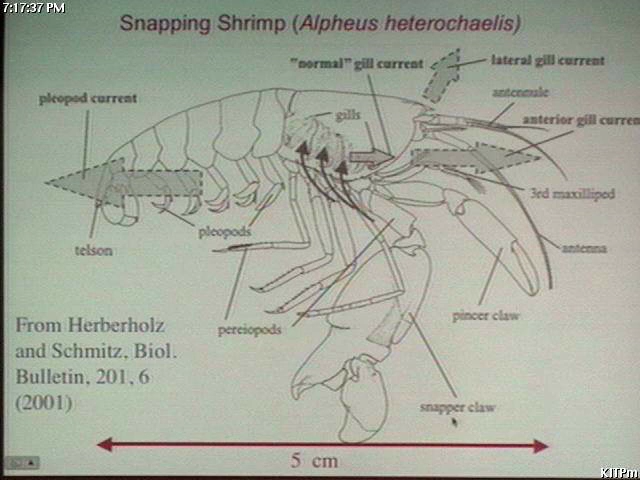 7:17:37 PM
Snapping Shrimp (Alpheus heterochaelis)
"normal" gill current
lateral gill current
pleopod current
antennule
gills
anterior gill curren
3rd maxilliped
pleopods
telson
antenna
pereiopods
pincer claw
From Herberholz
and Schmitz, Biol.
Bulletin, 201, 6
(2001)
snapper claw
5 cm
KITPm